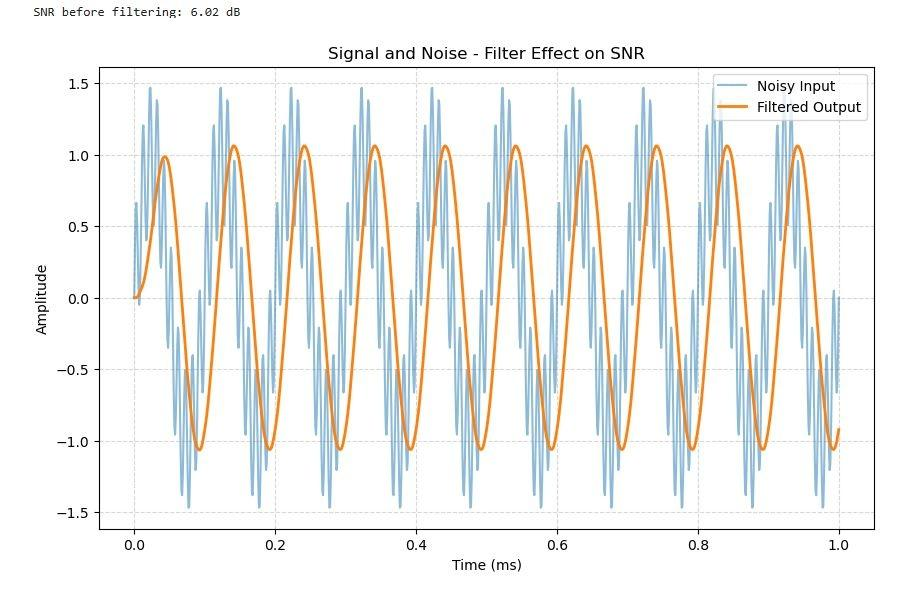 SNR before filtering: 6.02 dB
Signal and Noise - Filter Effect on SNR
Noisy Input
Filtered Output
1.5
1.0
0.5
0.0
−0.5
−1.0
−1.5
Amplitude
0.0 0.2 0.4 0.6 0.8 1.0
Time (ms)